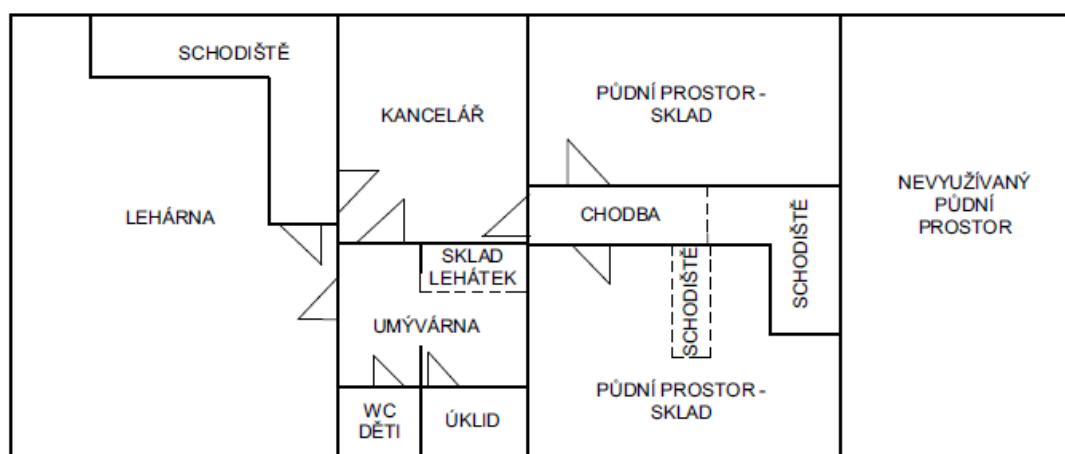 SCHODIŠTĚ
KANCELÁŘ
PŮDNÍ PROSTOR -
SKLAD
NEVYUŽÍVANÝ
PŮDNÍ
PROSTOR
LEHÁRNA
CHODBA
SCHODIŠTĚ
SKLAD
LEHÁTEK
SCHODIŠTĚ
UMÝVÁRNA
PŮDNÍ PROSTOR -
SKLAD
WC
DĚTI
ÚKLID